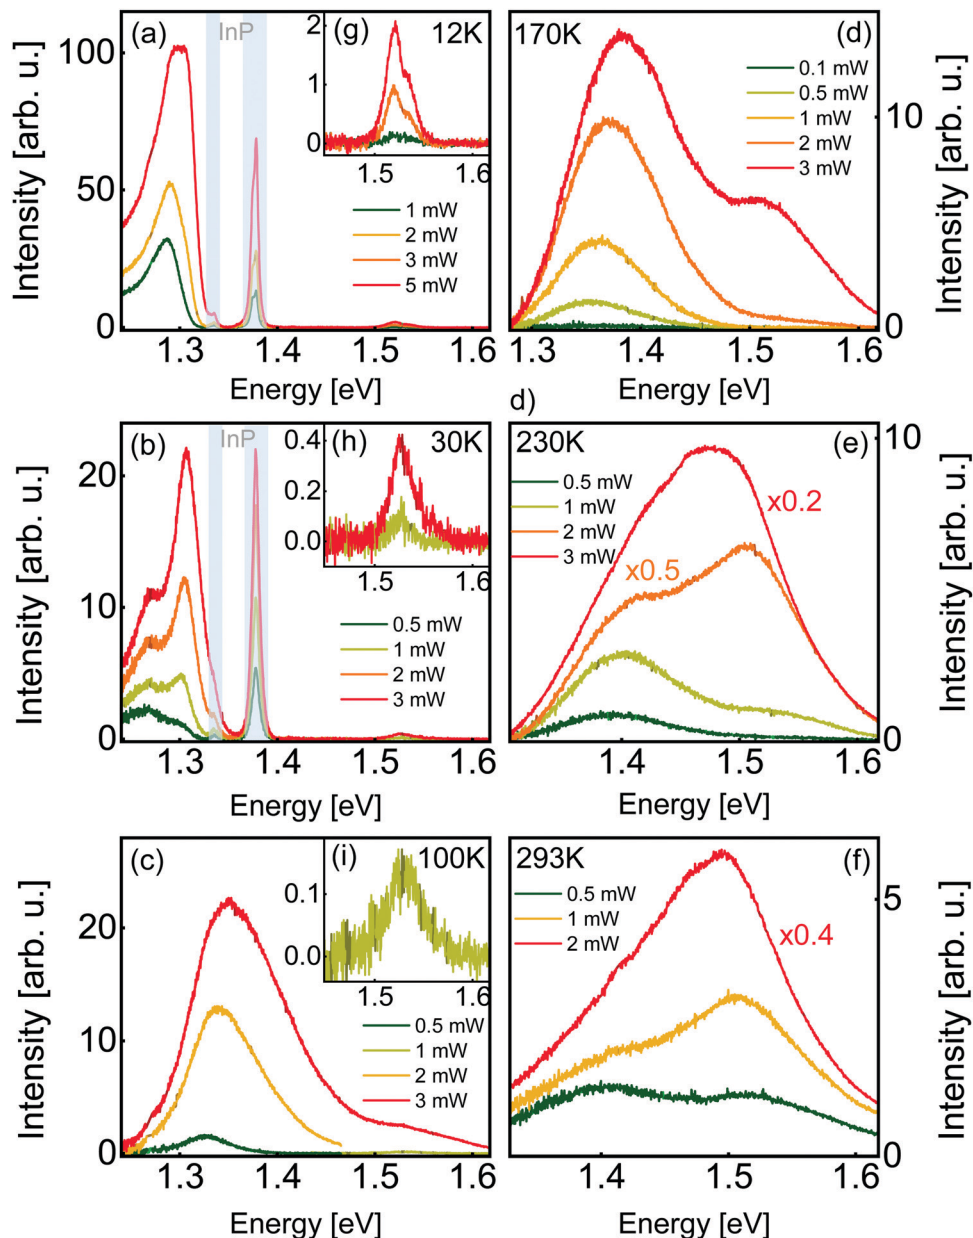 (a)
InP
(g)
12K
2
1
0
1.5
1.6
100
50
0
Intensity [arb. u.]
1 mW
2 mW
3 mW
5 mW
1.3
1.4
1.5
1.6
Energy [eV]
170K
(d)
0.1 mW
0.5 mW
1 mW
2 mW
3 mW
10
0
Intensity [arb. u.]
1.3
1.4
1.5
1.6
Energy [eV]
d)
(b)
InP
(h)
30K
0.4
0.2
0.0
1.5
1.6
20
10
0
Intensity [arb. u.]
0.5 mW
1 mW
2 mW
3 mW
1.3
1.4
1.5
1.6
Energy [eV]
230K
(e)
0.5 mW
1 mW
2 mW
3 mW
x0.2
x0.5
10
0
Intensity [arb. u.]
1.4
1.5
1.6
Energy [eV]
(c)
(i)
100K
0.1
0.0
1.5
1.6
20
10
0
Intensity [arb. u.]
0.5 mW
1 mW
2 mW
3 mW
1.3
1.4
1.5
1.6
Energy [eV]
293K
(f)
0.5 mW
1 mW
2 mW
x0.4
5
0
Intensity [arb. u.]
1.4
1.5
1.6
Energy [eV]